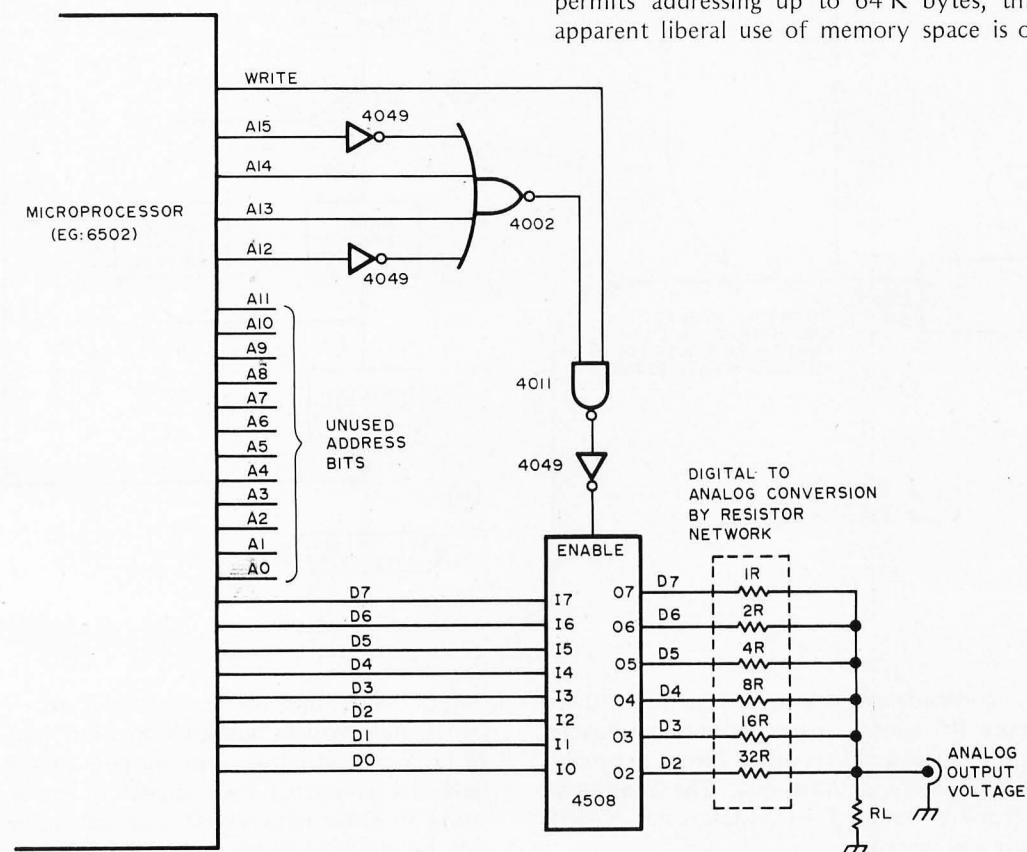 permits addressing up to 64 K bytes,
apparent liberal use of memory space is
WRITE
A15
4049
A14
A13
4002
A12
4049
MICROPROCESSOR
(EG: 6502)
A11
A10
A9
A8
A7
A6
A5
A4
A3
A2
A1
A0
UNUSED
ADDRESS
BITS
4011
4049
DIGITAL TO
ANALOG CONVERSION
BY RESISTOR
NETWORK
ENABLE
D7
D6
D5
D4
D3
D2
D1
D0
I7
I6
I5
I4
I3
I2
I1
I0
O7
O6
O5
O4
O3
O2
4508
D7
D6
D5
D4
D3
D2
1R
2R
4R
8R
16R
32R
RL
ANALOG
OUTPUT
VOLTAGE